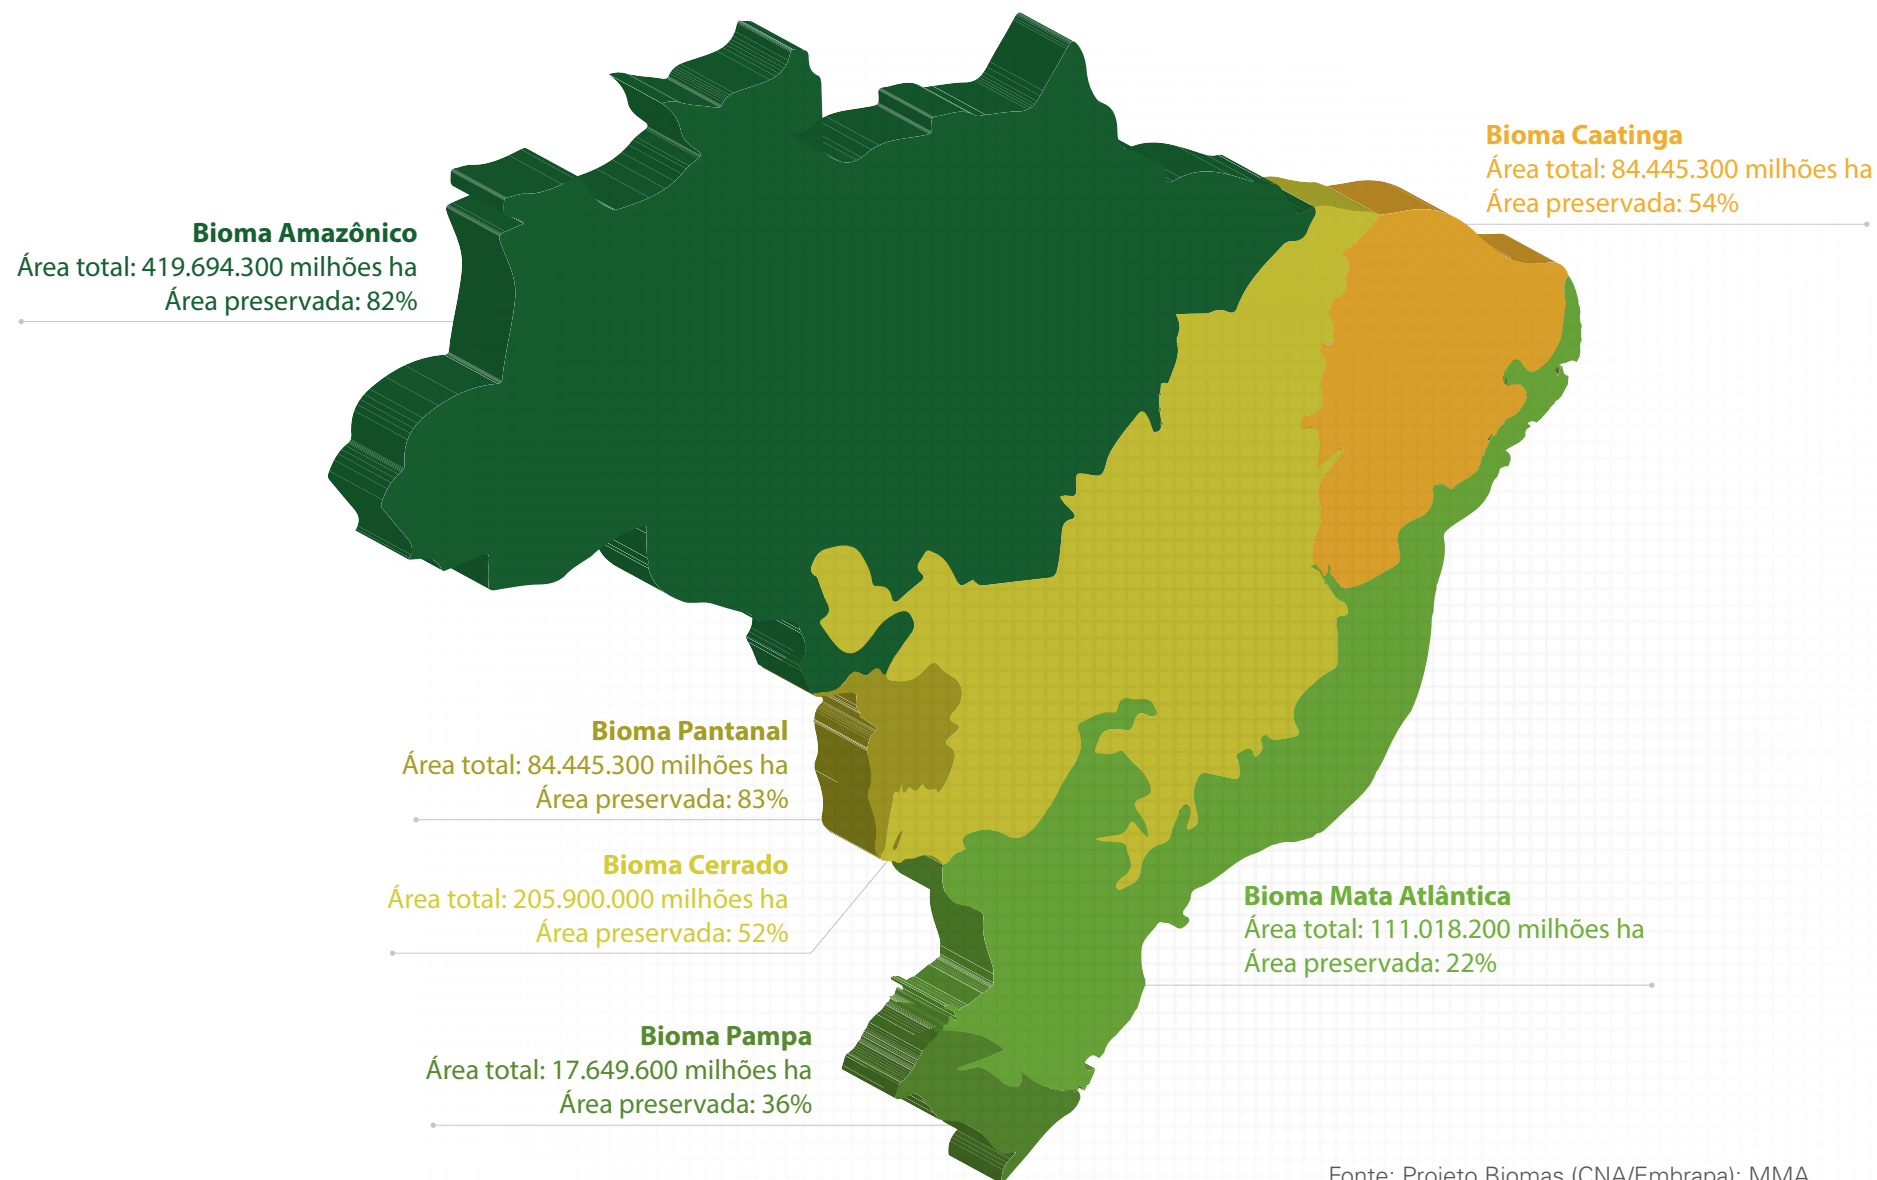 Bioma Caatinga
Área total: 84.445.300 milhões ha
Área preservada: 54%
Bioma Amazônico
Área total: 419.694.300 milhões ha
Área preservada: 82%
Bioma Pantanal
Área total: 84.445.300 milhões ha
Área preservada: 83%
Bioma Cerrado
Área total: 205.900.000 milhões ha
Área preservada: 52%
Bioma Mata Atlântica
Área total: 111.018.200 milhões ha
Área preservada: 22%
Bioma Pampa
Área total: 17.649.600 milhões ha
Área preservada: 36%
Fonte: Projeto Biomas (CNA/Embrapa); MMA